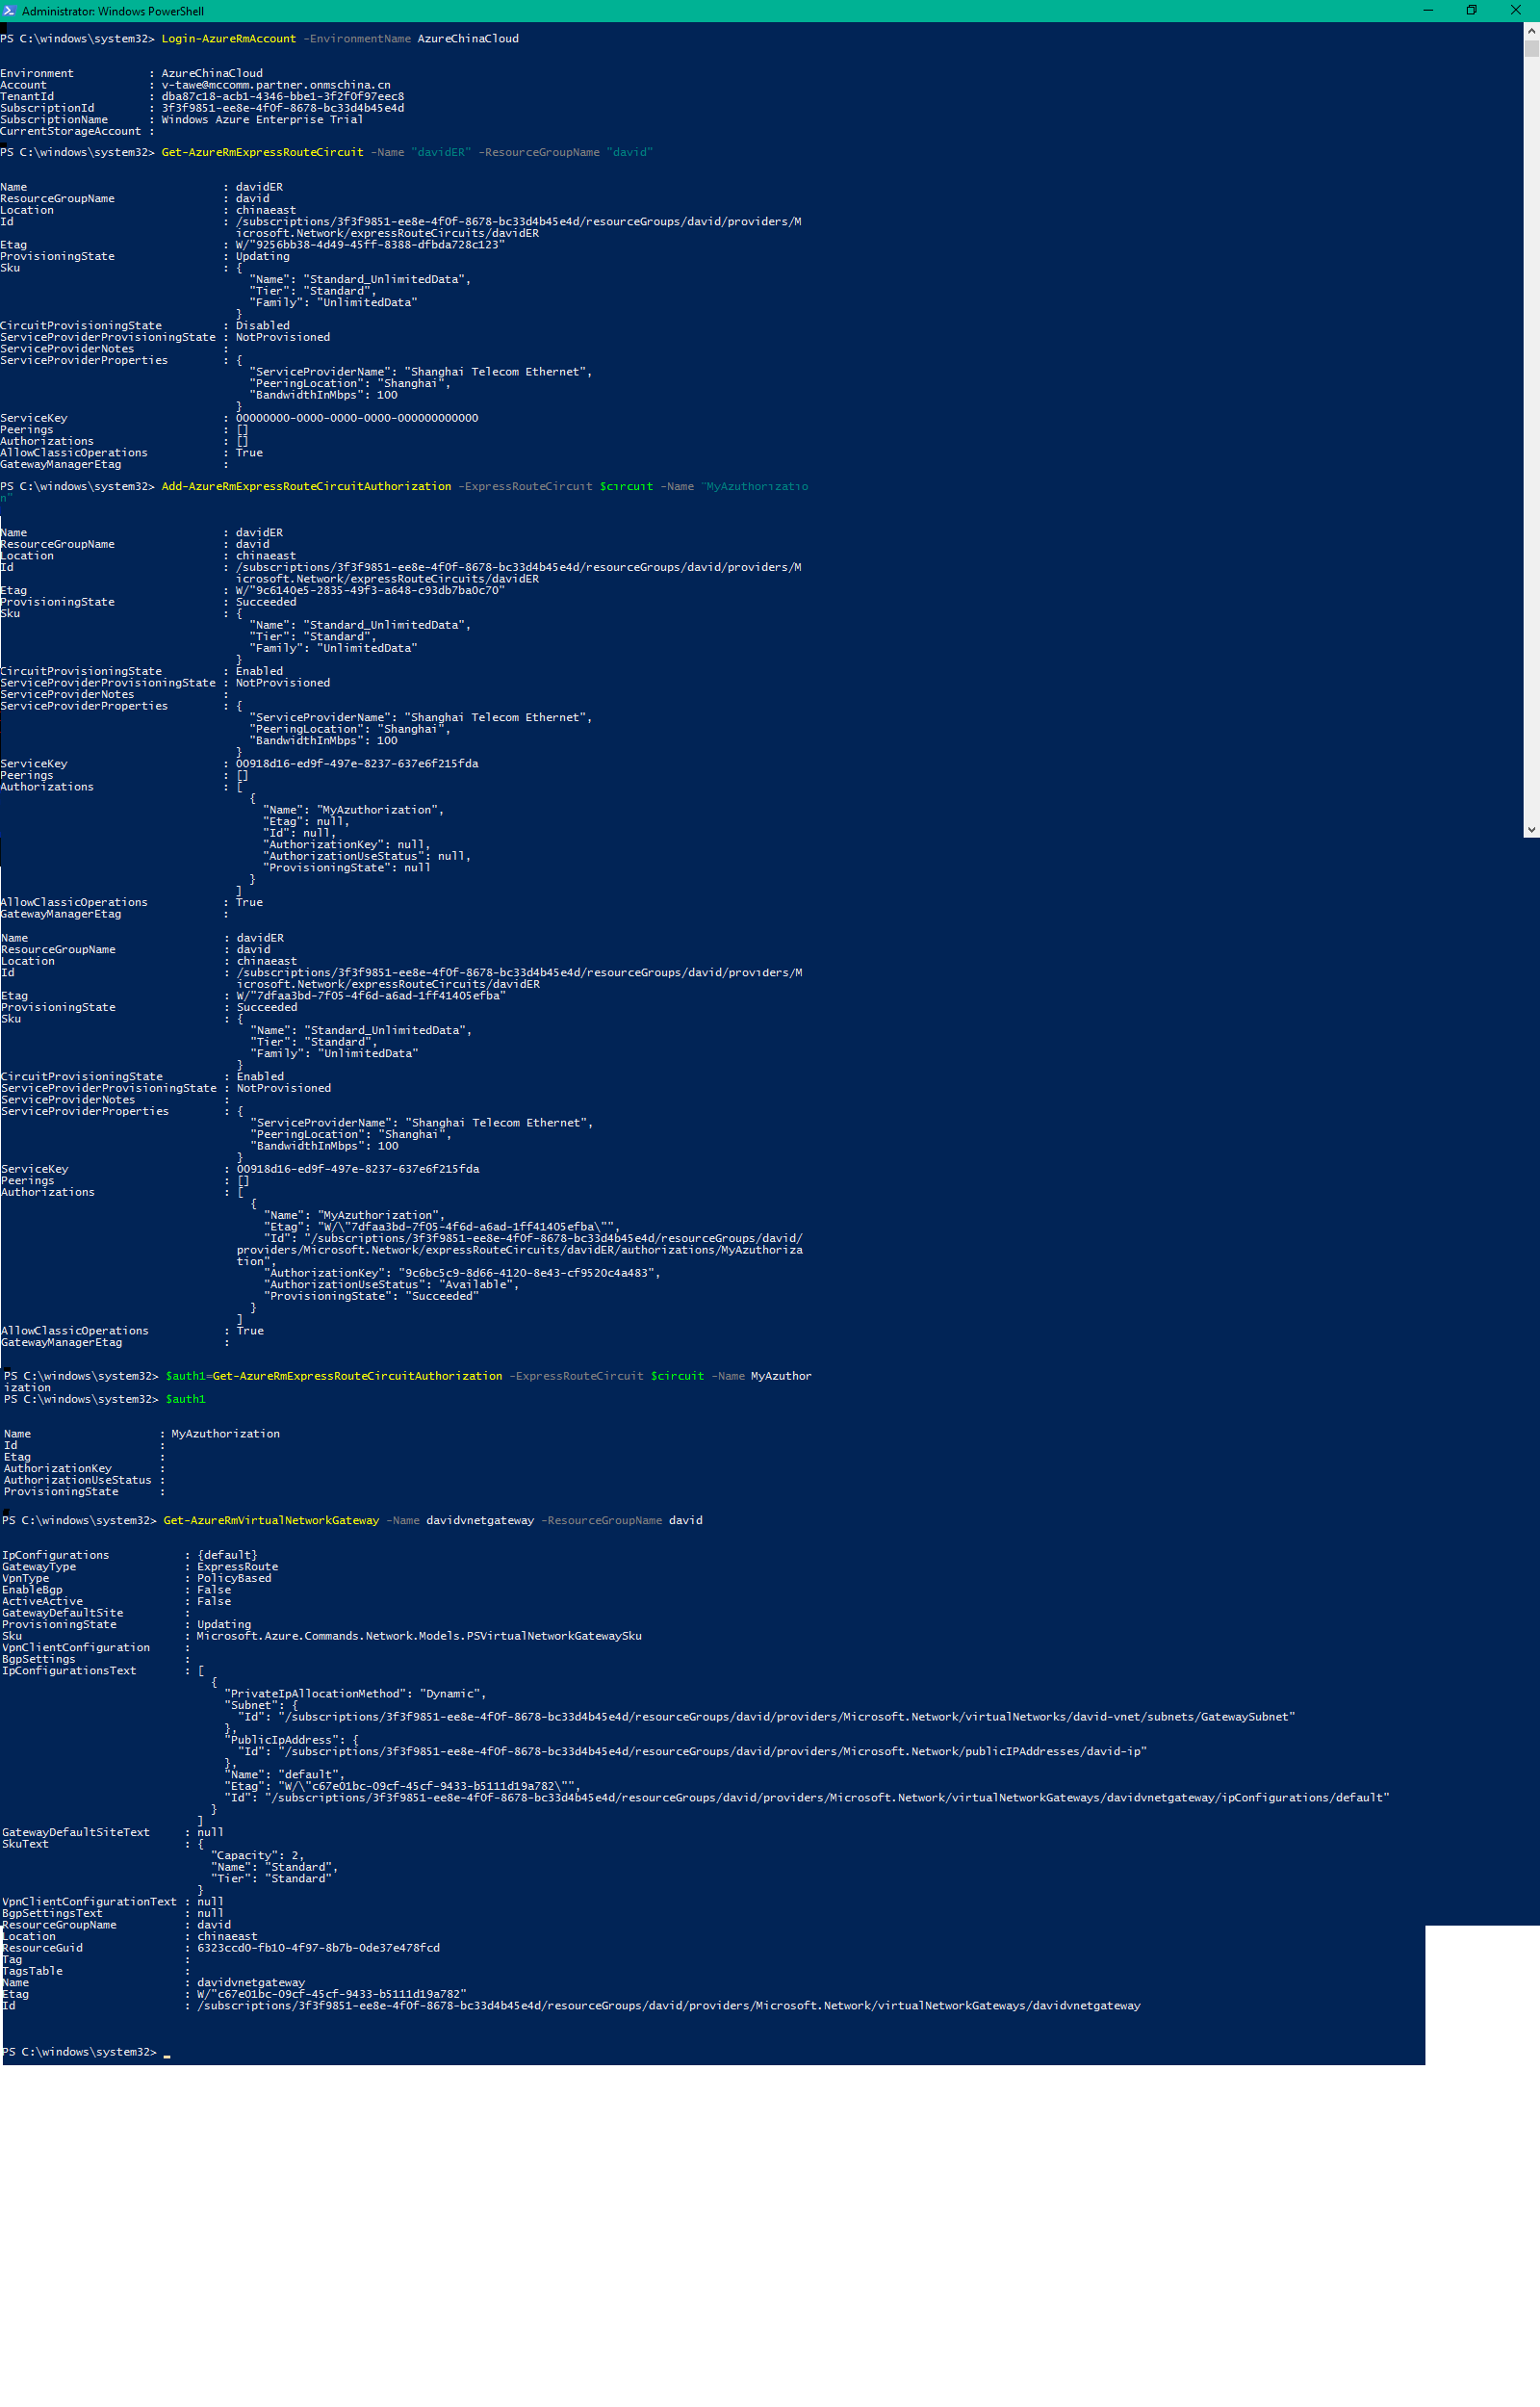 Administrator: Windows PowerShell
PS C:\windows\system32> Login-AzureRmAccount -EnvironmentName AzureChinaCloud
Environment : AzureChinaCloud
Account : v-tawe@mccomm.partner.onmschina.cn
TenantId : dba87c18-acb1-4346-bbe1-3f2f0f97eec8
SubscriptionId : 3f3f9851-ee8e-4f0f-8678-bc33d4b45e4d
SubscriptionName : Windows Azure Enterprise Trial
CurrentStorageAccount :
PS C:\windows\system32> Get-AzureRmExpressRouteCircuit -Name "davidER" -ResourceGroupName "david"
Name : davidER
ResourceGroupName : david
Location : chinaeast
Id : /subscriptions/3f3f9851-ee8e-4f0f-8678-bc33d4b45e4d/resourceGroups/david/providers/M
icrosoft.Network/expressRouteCircuits/davidER
Etag : W/"9256bb38-4d49-45ff-8388-dfbda728c123"
ProvisioningState : Updating
Sku : {
"Name": "Standard_UnlimitedData",
"Tier": "Standard",
"Family": "UnlimitedData"
}
CircuitProvisioningState : Disabled
ServiceProviderProvisioningState : NotProvisioned
ServiceProviderNotes :
ServiceProviderProperties : {
"ServiceProviderName": "Shanghai Telecom Ethernet",
"PeeringLocation": "Shanghai",
"BandwidthInMbps": 100
}
ServiceKey : 00000000-0000-0000-0000-000000000000
Peerings : []
Authorizations : []
AllowClassicOperations : True
GatewayManagerEtag :
PS C:\windows\system32> Add-AzureRmExpressRouteCircuitAuthorization -ExpressRouteCircuit $circuit -Name "MyAzuthorizatio
n"
Name : davidER
ResourceGroupName : david
Location : chinaeast
Id : /subscriptions/3f3f9851-ee8e-4f0f-8678-bc33d4b45e4d/resourceGroups/david/providers/M
icrosoft.Network/expressRouteCircuits/davidER
Etag : W/"9c6140e5-2835-49f3-a648-c93db7ba0c70"
ProvisioningState : Succeeded
Sku : {
"Name": "Standard_UnlimitedData",
"Tier": "Standard",
"Family": "UnlimitedData"
}
CircuitProvisioningState : Enabled
ServiceProviderProvisioningState : NotProvisioned
ServiceProviderNotes :
ServiceProviderProperties : {
"ServiceProviderName": "Shanghai Telecom Ethernet",
"PeeringLocation": "Shanghai",
"BandwidthInMbps": 100
}
ServiceKey : 00918d16-ed9f-497e-8237-637e6f215fda
Peerings : []
Authorizations : [
{
"Name": "MyAzuthorization",
"Etag": null,
"Id": null,
"AuthorizationKey": null,
"AuthorizationUseStatus": null,
"ProvisioningState": null
}
]
AllowClassicOperations : True
GatewayManagerEtag :
Name : davidER
ResourceGroupName : david
Location : chinaeast
Id : /subscriptions/3f3f9851-ee8e-4f0f-8678-bc33d4b45e4d/resourceGroups/david/providers/M
icrosoft.Network/expressRouteCircuits/davidER
Etag : W/"7dfaa3bd-7f05-4f6d-a6ad-1ff41405efba"
ProvisioningState : Succeeded
Sku : {
"Name": "Standard_UnlimitedData",
"Tier": "Standard",
"Family": "UnlimitedData"
}
CircuitProvisioningState : Enabled
ServiceProviderProvisioningState : NotProvisioned
ServiceProviderNotes :
ServiceProviderProperties : {
"ServiceProviderName": "Shanghai Telecom Ethernet",
"PeeringLocation": "Shanghai",
"BandwidthInMbps": 100
}
ServiceKey : 00918d16-ed9f-497e-8237-637e6f215fda
Peerings : []
Authorizations : [
{
"Name": "MyAzuthorization",
"Etag": "W/\"7dfaa3bd-7f05-4f6d-a6ad-1ff41405efba\"",
"Id": "/subscriptions/3f3f9851-ee8e-4f0f-8678-bc33d4b45e4d/resourceGroups/david/
providers/Microsoft.Network/expressRouteCircuits/davidER/authorizations/MyAzuthoriza
tion",
"AuthorizationKey": "9c6bc5c9-8d66-4120-8e43-cf9520c4a483",
"AuthorizationUseStatus": "Available",
"ProvisioningState": "Succeeded"
}
]
AllowClassicOperations : True
GatewayManagerEtag :
PS C:\windows\system32> $auth1=Get-AzureRmExpressRouteCircuitAuthorization -ExpressRouteCircuit $circuit -Name MyAzuthor
ization
PS C:\windows\system32> $auth1
Name : MyAzuthorization
Id :
Etag :
AuthorizationKey :
AuthorizationUseStatus :
ProvisioningState :
PS C:\windows\system32> Get-AzureRmVirtualNetworkGateway -Name davidvnetgateway -ResourceGroupName david
IpConfigurations : {default}
GatewayType : ExpressRoute
VpnType : PolicyBased
EnableBgp : False
ActiveActive : False
GatewayDefaultSite :
ProvisioningState : Updating
Sku : Microsoft.Azure.Commands.Network.Models.PSVirtualNetworkGatewaySku
VpnClientConfiguration :
BgpSettings :
IpConfigurationsText : [
{
"PrivateIpAllocationMethod": "Dynamic",
"Subnet": {
"Id": "/subscriptions/3f3f9851-ee8e-4f0f-8678-bc33d4b45e4d/resourceGroups/david/providers/Microsoft.Network/virtualNetworks/david-vnet/subnets/GatewaySubnet"
},
"PublicIpAddress": {
"Id": "/subscriptions/3f3f9851-ee8e-4f0f-8678-bc33d4b45e4d/resourceGroups/david/providers/Microsoft.Network/publicIPAddresses/david-ip"
},
"Name": "default",
"Etag": "W/\"c67e01bc-09cf-45cf-9433-b5111d19a782\"",
"Id": "/subscriptions/3f3f9851-ee8e-4f0f-8678-bc33d4b45e4d/resourceGroups/david/providers/Microsoft.Network/virtualNetworkGateways/davidvnetgateway/ipConfigurations/default"
}
]
GatewayDefaultSiteText : null
SkuText : {
"Capacity": 2,
"Name": "Standard",
"Tier": "Standard"
}
VpnClientConfigurationText : null
BgpSettingsText : null
ResourceGroupName : david
Location : chinaeast
ResourceGuid : 6323ccd0-fb10-4f97-8b7b-0de37e478fcd
Tag :
TagsTable :
Name : davidvnetgateway
Etag : W/"c67e01bc-09cf-45cf-9433-b5111d19a782"
Id : /subscriptions/3f3f9851-ee8e-4f0f-8678-bc33d4b45e4d/resourceGroups/david/providers/Microsoft.Network/virtualNetworkGateways/davidvnetgateway
PS C:\windows\system32> _